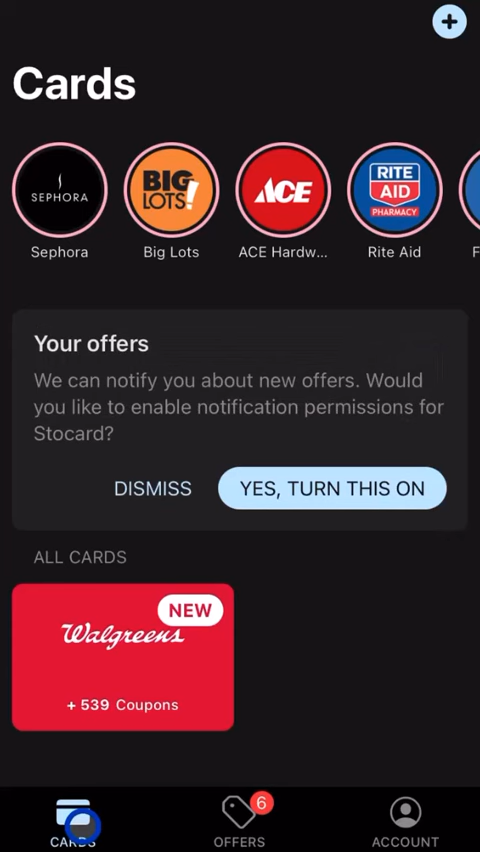 Cards
SEPHORA
BIG
LOTS!
ACE
RITE
AID
PHARMACY
Sephora
Big Lots
ACE Hardw...
Rite Aid
F
Your offers
We can notify you about new offers. Would
you like to enable notification permissions for
Stocard?
DISMISS
YES, TURN THIS ON
ALL CARDS
NEW
Walgreens
+ 539 Coupons
6
CARDS
OFFERS
ACCOUNT